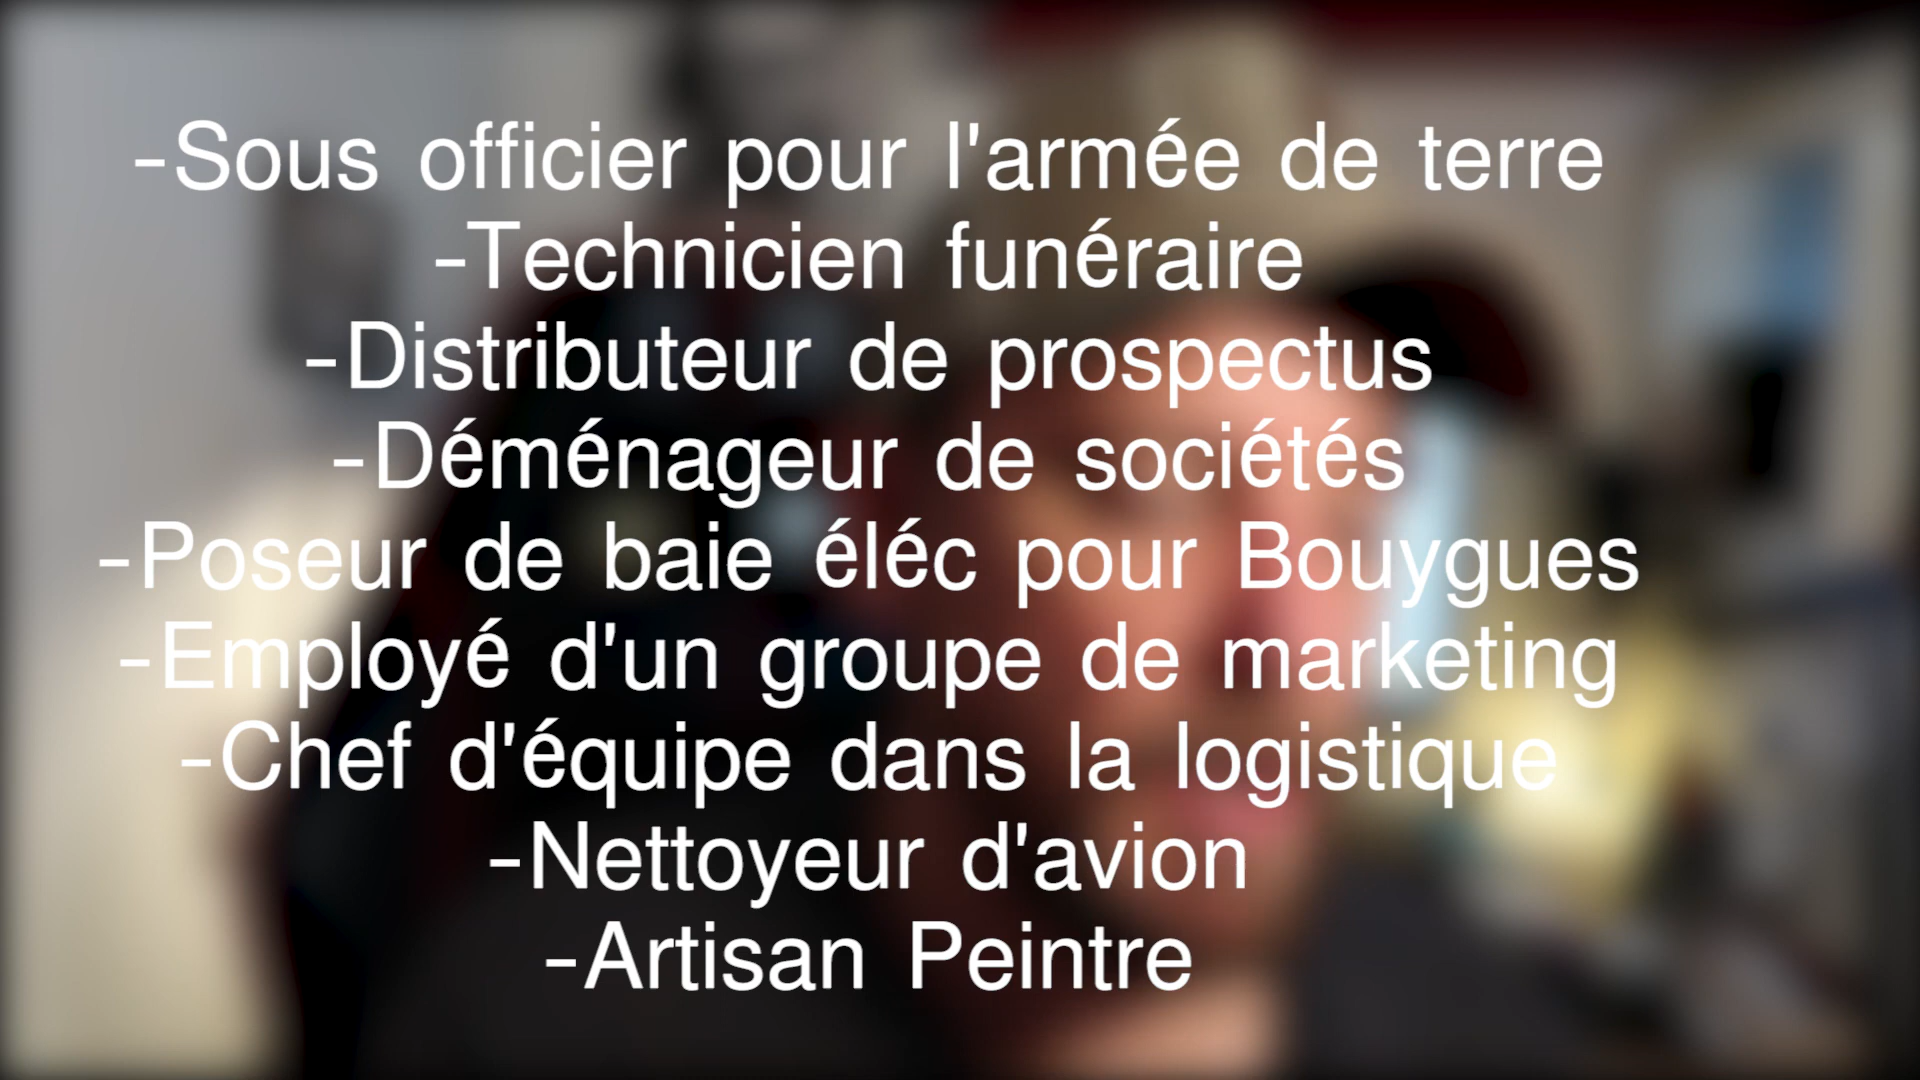 -Sous officier pour l'armée de terre
-Technicien funéraire
-Distributeur de prospectus
-Déménageur de sociétés
-Poseur de baie éléc pour Bouygues
-Employé d'un groupe de marketing
-Chef d'équipe dans la logistique
-Nettoyeur d'avion
-Artisan Peintre